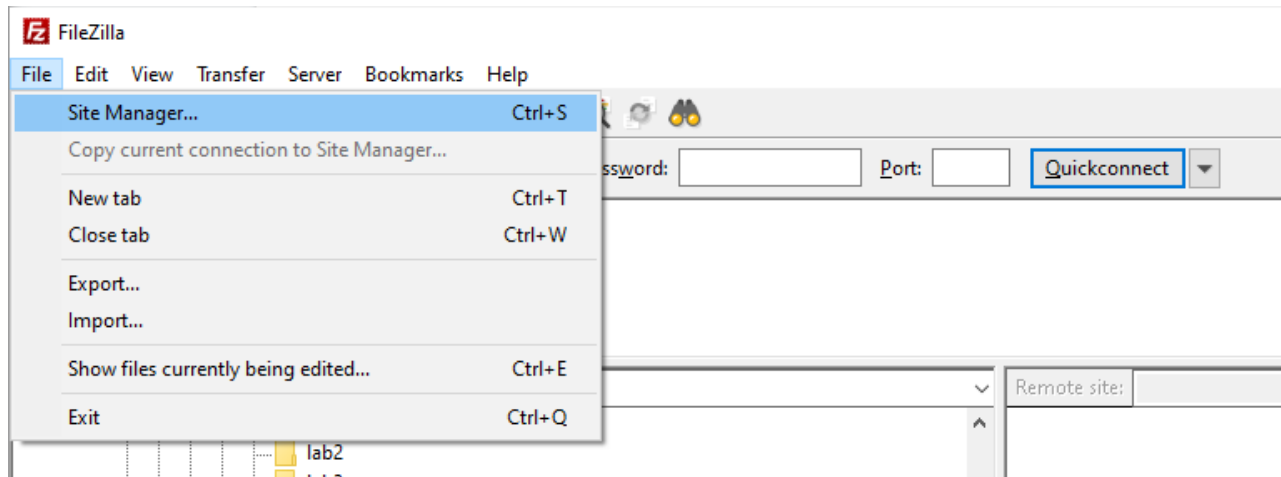 FileZilla
File Edit View Transfer Server Bookmarks Help
Site Manager... Ctrl+S
Copy current connection to Site Manager...
ssword: Port: Quickconnect
New tab Ctrl+T
Close tab Ctrl+W
Export...
Import...
Show files currently being edited... Ctrl+E
Remote site:
Exit Ctrl+Q
lab2